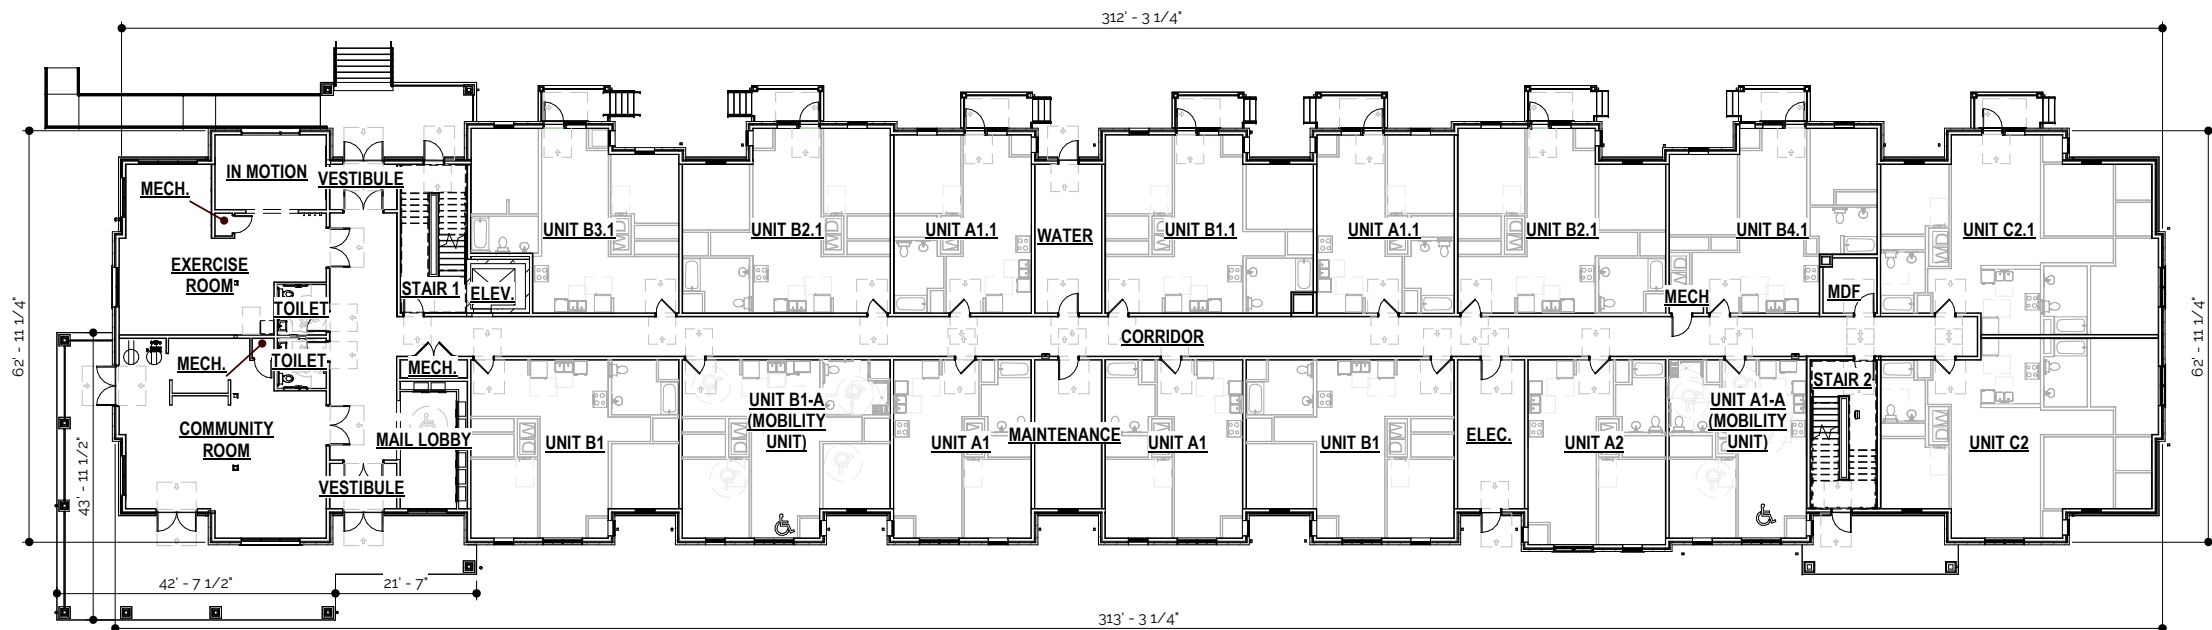 312' - 3 1/4"
IN MOTION
VESTIBULE
MECH.
EXERCISE
ROOM
STAIR 1
ELEV.
TOILET
TOILET
MECH.
MECH.
COMMUNITY
ROOM
MAIL LOBBY
VESTIBULE
UNIT B3.1
UNIT B2.1
UNIT A1.1
WATER
UNIT B1.1
UNIT A1.1
UNIT B2.1
UNIT B4.1
UNIT C2.1
MECH
MDF
CORRIDOR
UNIT B1
UNIT B1-A
(MOBILITY
UNIT)
UNIT A1
MAINTENANCE
UNIT A1
UNIT B1
ELEC.
UNIT A2
UNIT A1-A
(MOBILITY
UNIT)
STAIR 2
UNIT C2
W/D
W/D
W/D
W/D
W/D
W/D
W/D
W/D
W/D
W/D
62' - 11 1/4"
43' - 11 1/2"
62' - 11 1/4"
42' - 7 1/2"
21' - 7"
313' - 3 1/4"